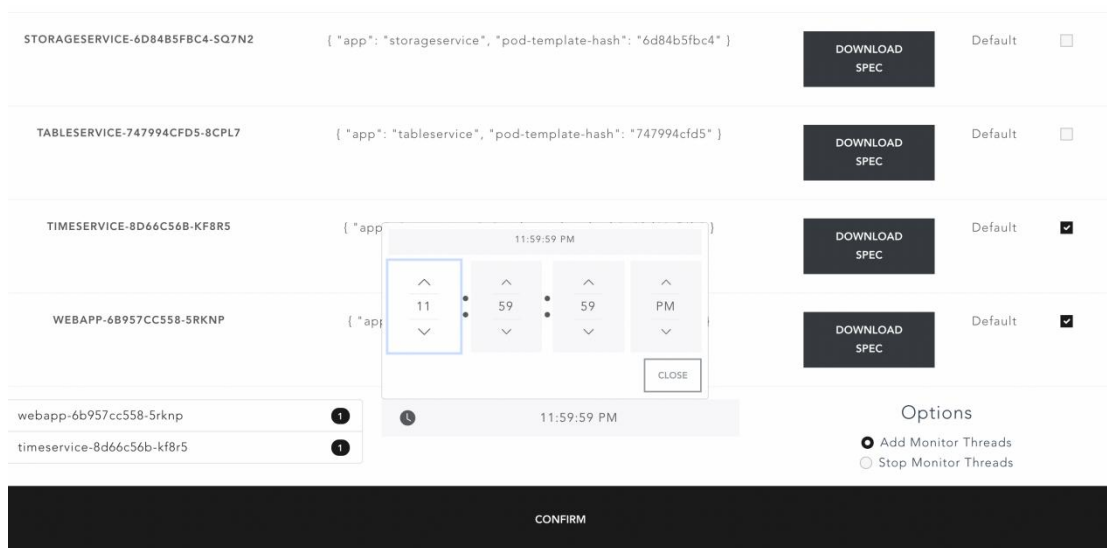 STORAGESERVICE-6D84B5FBC4-SQ7N2 { "app": "storageservice", "pod-template-hash": "6d84b5fbc4" } DOWNLOAD SPEC Default
TABLESERVICE-747994CFD5-8CPL7 { "app": "tableservice", "pod-template-hash": "747994cfd5" } DOWNLOAD SPEC Default
TIMESERVICE-8D66C56B-KF8R5 { "app } DOWNLOAD SPEC Default
11:59:59 PM
11 : 59 : 59 PM
WEBAPP-6B957CC558-5RKNP { "app } DOWNLOAD SPEC Default
CLOSE
webapp-6b957cc558-5rknp 1
timeservice-8d66c56b-kf8r5 1
11:59:59 PM
Options
Add Monitor Threads
Stop Monitor Threads
CONFIRM